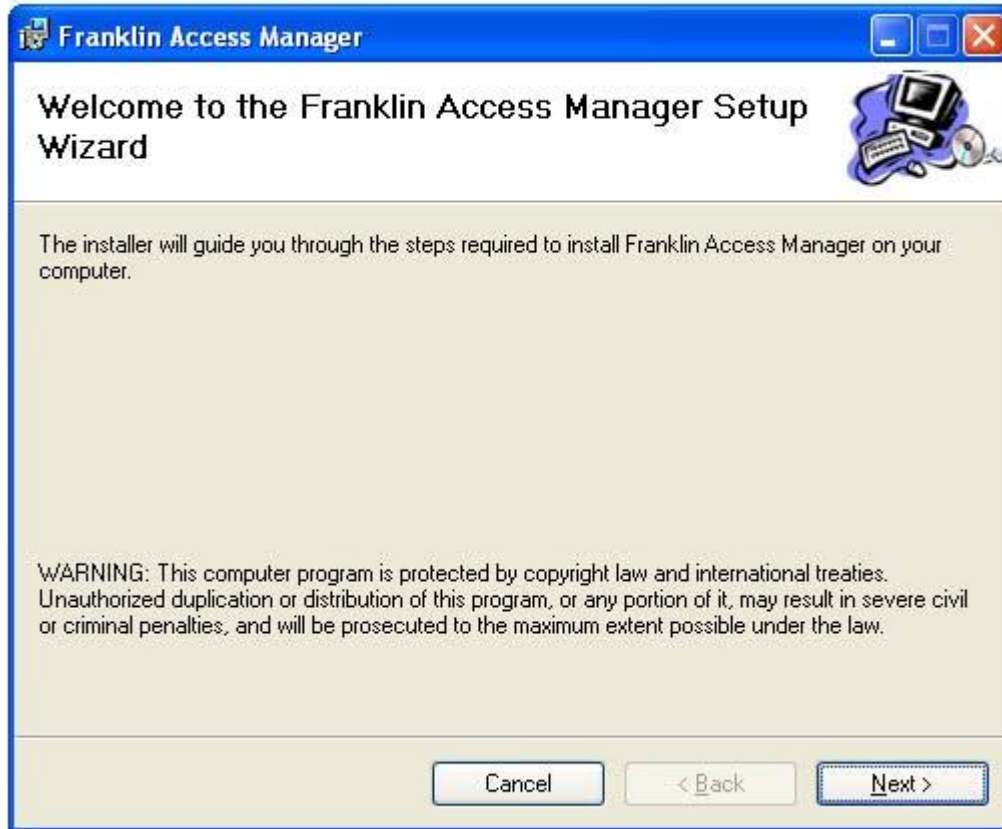 Franklin Access Manager
Welcome to the Franklin Access Manager Setup
Wizard
The installer will guide you through the steps required to install Franklin Access Manager on your
computer.
WARNING: This computer program is protected by copyright law and international treaties.
Unauthorized duplication or distribution of this program, or any portion of it, may result in severe civil
or criminal penalties, and will be prosecuted to the maximum extent possible under the law.
Cancel < Back Next >